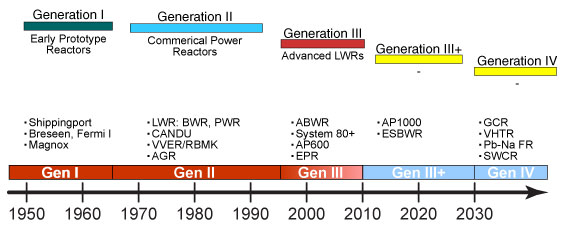 Generation I
Early Prototype
Reactors
Generation II
Commerical Power
Reactors
Generation III
Advanced LWRs
Generation III+
-
Generation IV
-
•Shippingport
•Breseen, Fermi I
•Magnox
•LWR: BWR, PWR
•CANDU
•VVER/RBMK
•AGR
•ABWR
•System 80+
•AP600
•EPR
•AP1000
•ESBWR
•GCR
•VHTR
•Pb-Na FR
•SWCR
Gen I Gen II Gen III Gen III+ Gen IV
1950 1960 1970 1980 1990 2000 2010 2020 2030